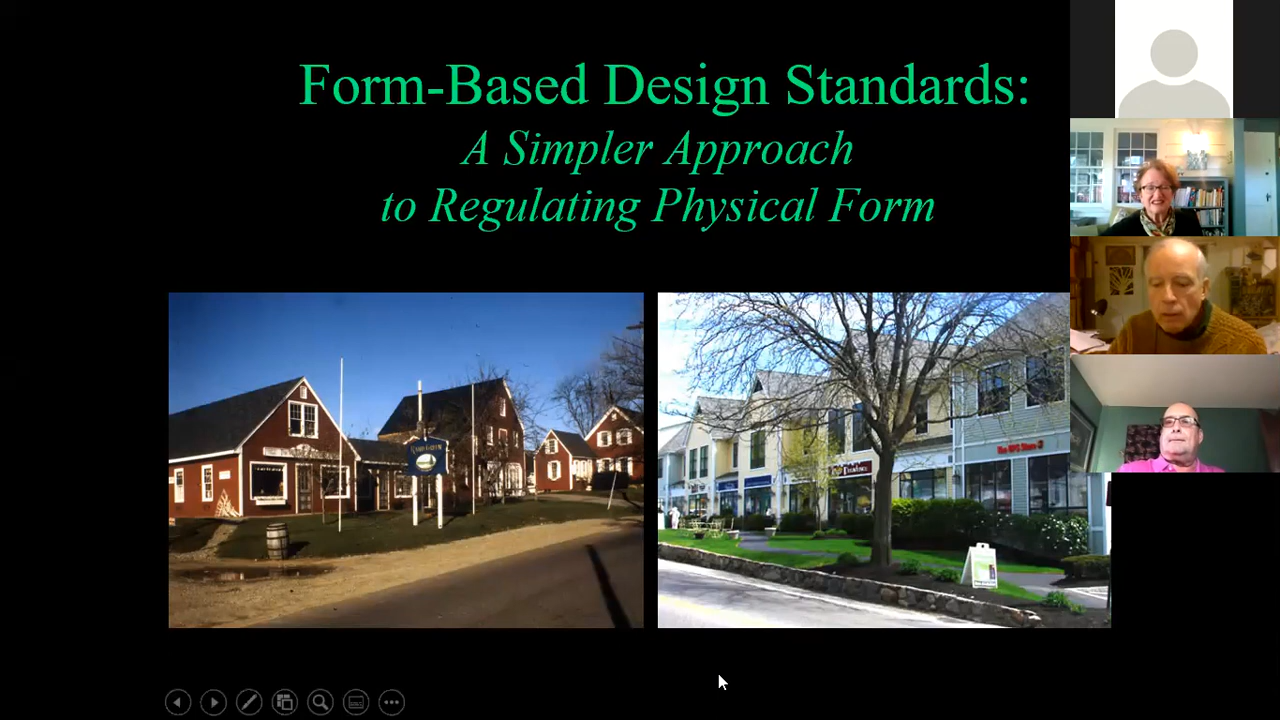 Form-Based Design Standards:
A Simpler Approach
to Regulating Physical Form